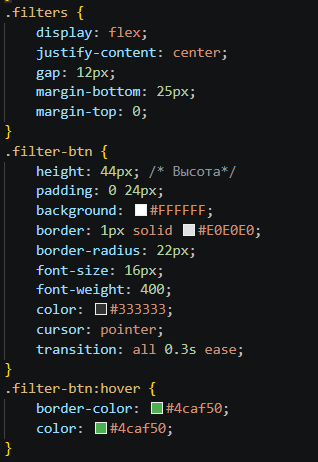 .filters {
display: flex;
justify-content: center;
gap: 12px;
margin-bottom: 25px;
margin-top: 0;
}
.filter-btn {
height: 44px; /* Высота*/
padding: 0 24px;
background: #FFFFFF;
border: 1px solid #E0E0E0;
border-radius: 22px;
font-size: 16px;
font-weight: 400;
color: #333333;
cursor: pointer;
transition: all 0.3s ease;
}
.filter-btn:hover {
border-color: #4caf50;
color: #4caf50;
}